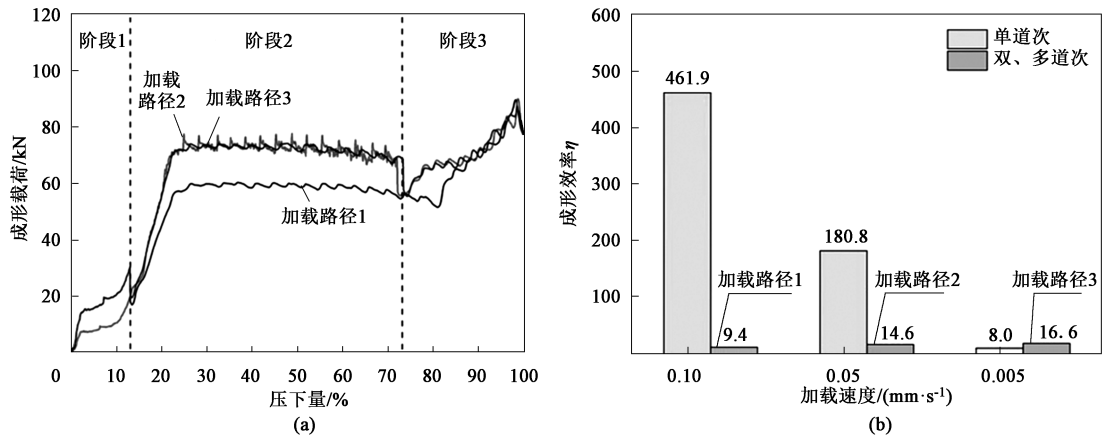 120
100
80
60
40
20
0
阶段1
阶段2
阶段3
加载
路径2
加载路径3
加载路径1
成形载荷/kN
0 10 20 30 40 50 60 70 80 90 100
压下量/%
(a)
600
500
400
300
200
100
成形效率η
单道次
双、多道次
461.9
180.8
加载路径1
加载路径2
加载路径3
9.4
14.6
8.0
16.6
0.10 0.05 0.005
加载速度/(mm·s⁻¹)
(b)